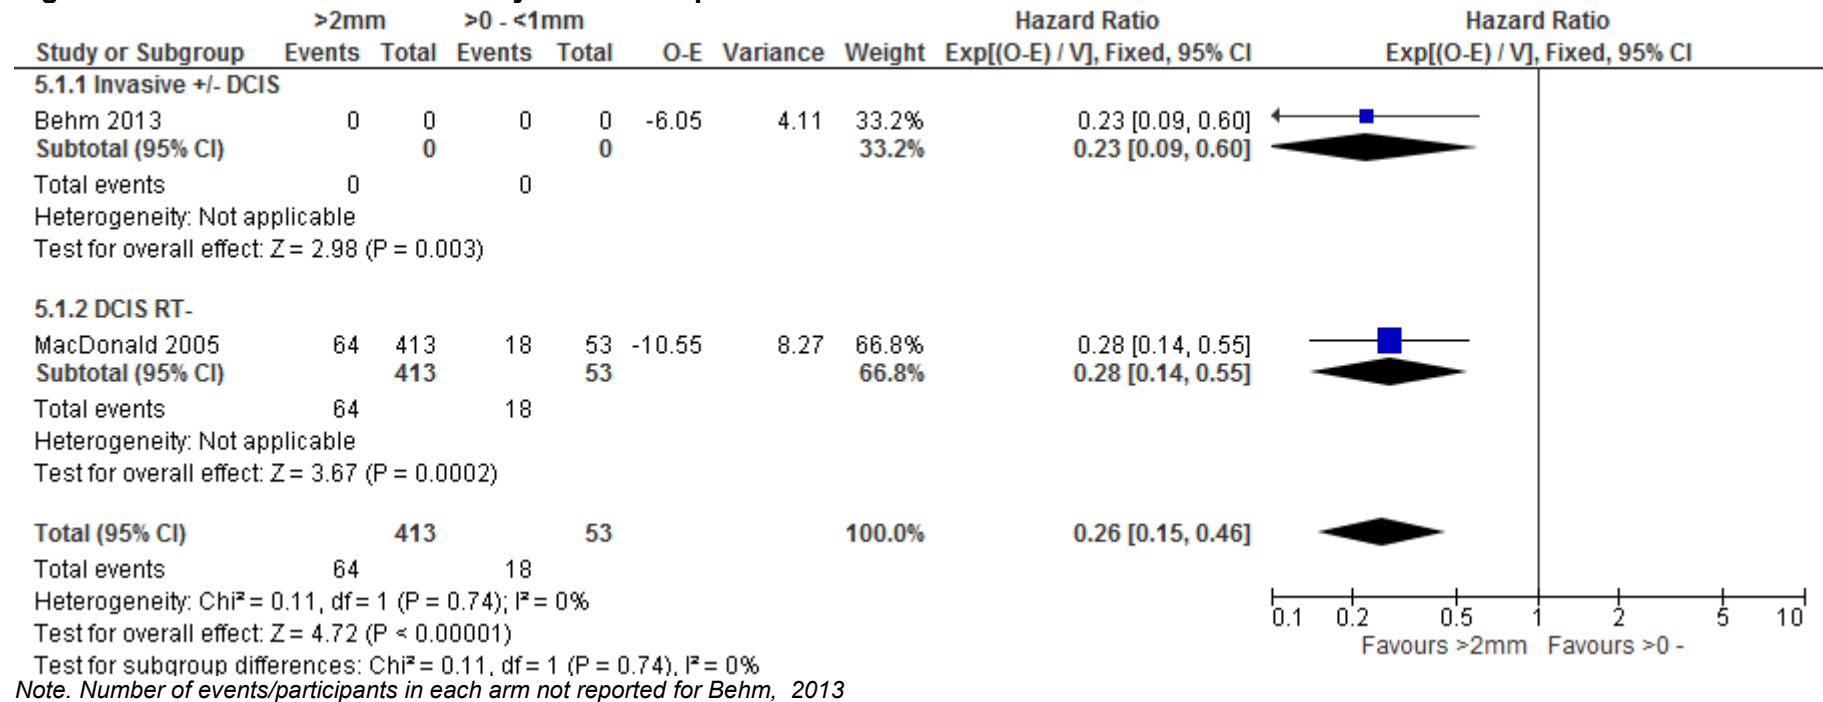 >2mm >0 - <1mm Hazard Ratio Hazard Ratio
Study or Subgroup Events Total Events Total O-E Variance Weight Exp[(O-E) / V], Fixed, 95% CI Exp[(O-E) / V], Fixed, 95% CI
5.1.1 Invasive +/- DCIS
Behm 2013 0 0 0 0 -6.05 4.11 33.2% 0.23 [0.09, 0.60]
Subtotal (95% CI) 0 0 33.2% 0.23 [0.09, 0.60]
Total events 0 0
Heterogeneity: Not applicable
Test for overall effect: Z = 2.98 (P = 0.003)
5.1.2 DCIS RT-
MacDonald 2005 64 413 18 53 -10.55 8.27 66.8% 0.28 [0.14, 0.55]
Subtotal (95% CI) 413 53 66.8% 0.28 [0.14, 0.55]
Total events 64 18
Heterogeneity: Not applicable
Test for overall effect: Z = 3.67 (P = 0.0002)
Total (95% CI) 413 53 100.0% 0.26 [0.15, 0.46]
Total events 64 18
Heterogeneity: Chi² = 0.11, df = 1 (P = 0.74); I² = 0%
Test for overall effect: Z = 4.72 (P < 0.00001)
Test for subgroup differences: Chi² = 0.11, df = 1 (P = 0.74), I² = 0%
0.1 0.2 0.5 1 2 5 10
Favours >2mm Favours >0 -
Note. Number of events/participants in each arm not reported for Behm, 2013